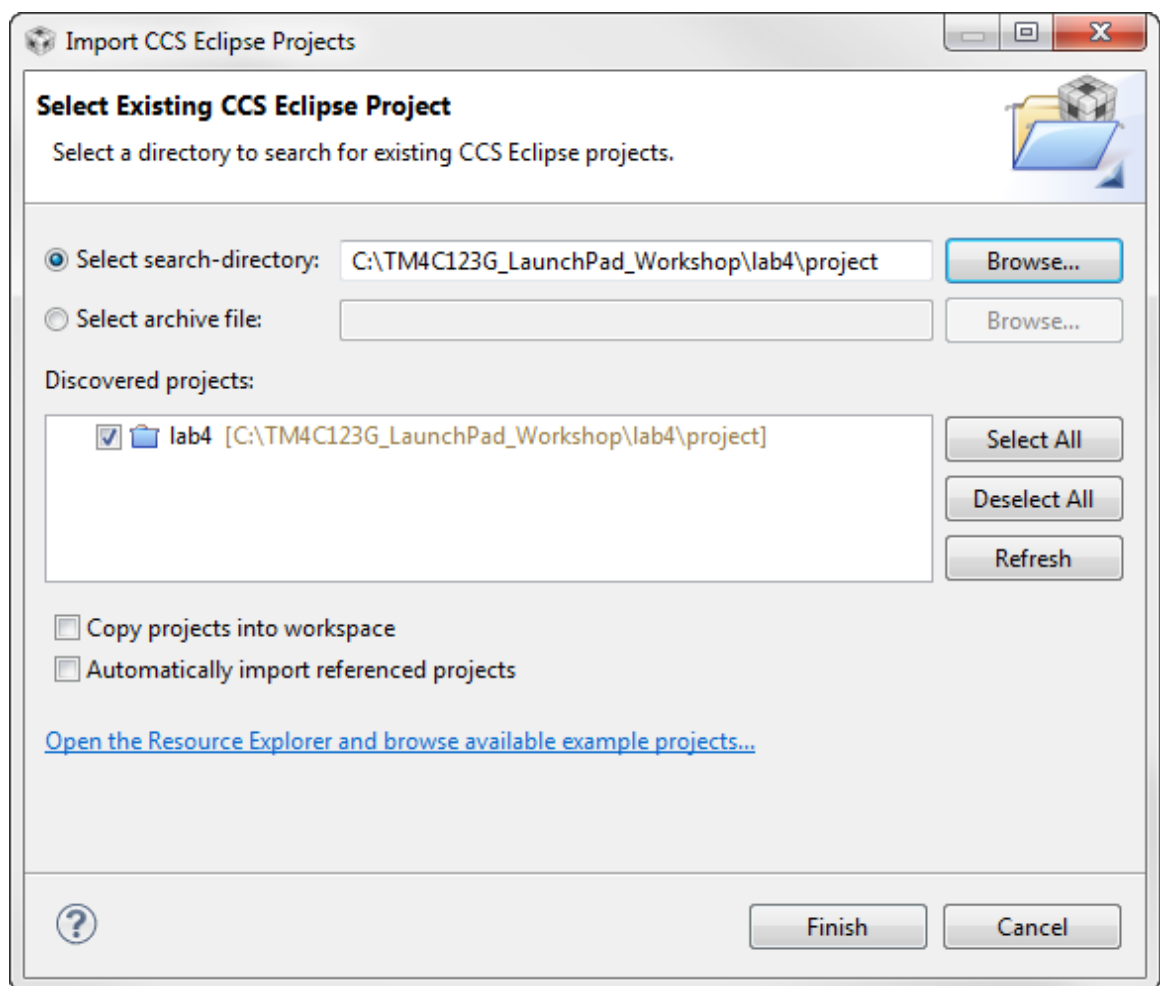 Import CCS Eclipse Projects
Select Existing CCS Eclipse Project
Select a directory to search for existing CCS Eclipse projects.
Select search-directory: C:\TM4C123G_LaunchPad_Workshop\lab4\project Browse...
Select archive file: Browse...
Discovered projects:
lab4 [C:\TM4C123G_LaunchPad_Workshop\lab4\project]
Select All
Deselect All
Refresh
Copy projects into workspace
Automatically import referenced projects
Open the Resource Explorer and browse available example projects...
? Finish Cancel